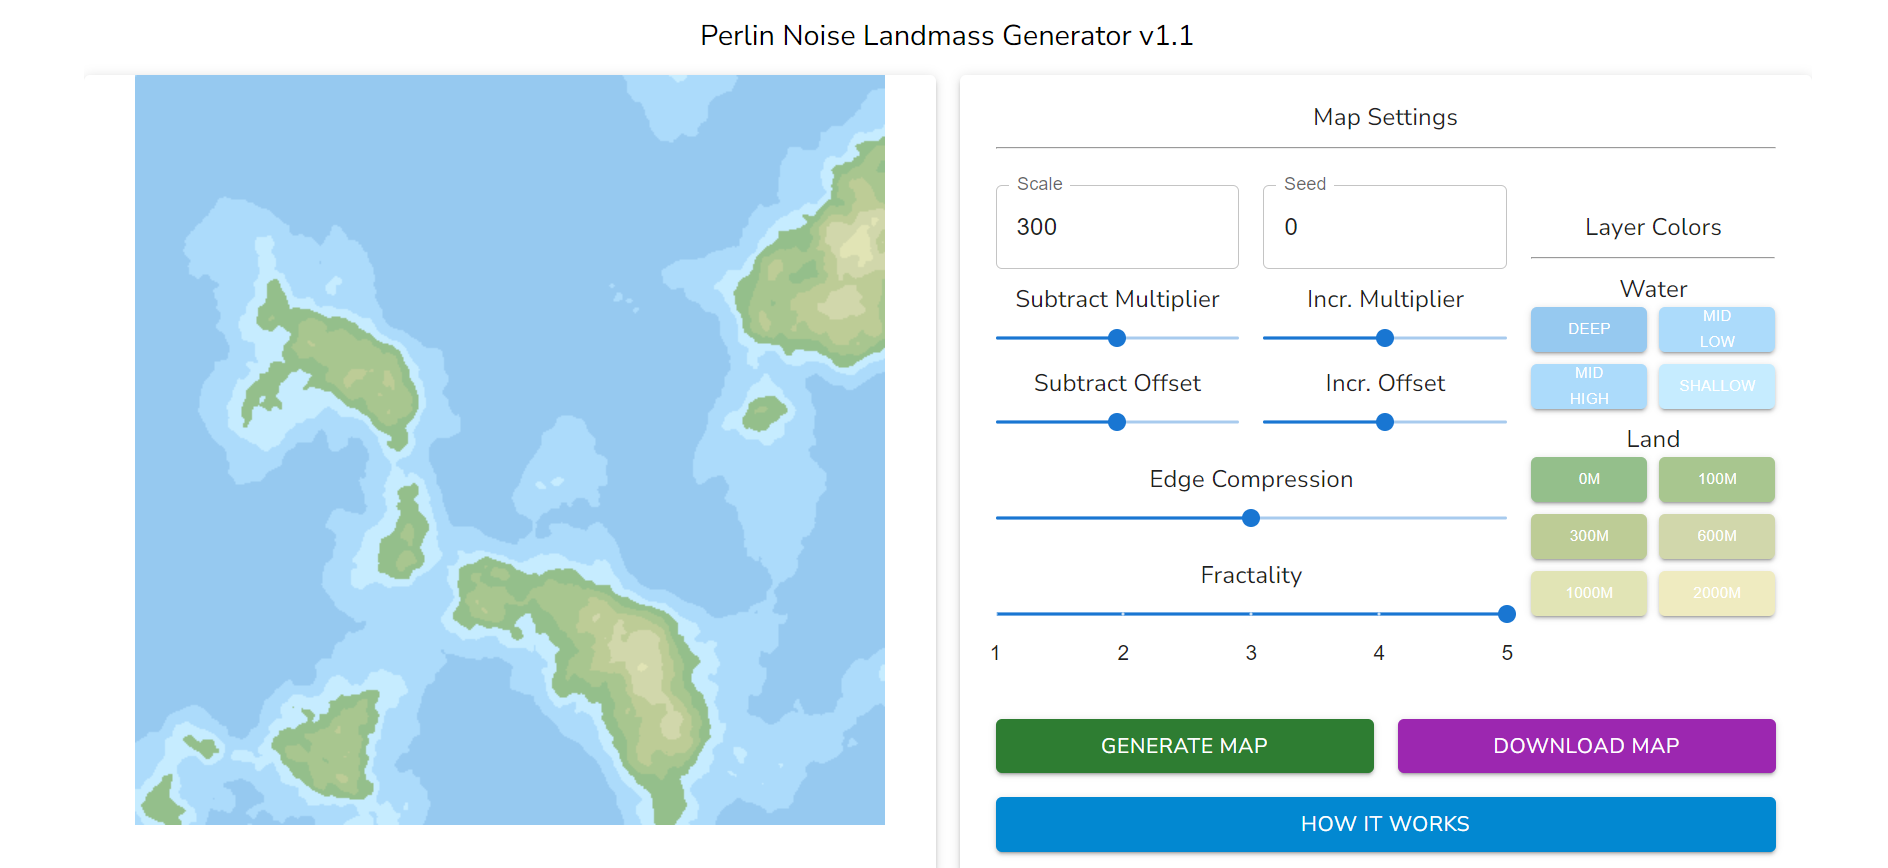 Perlin Noise Landmass Generator v1.1
Map Settings
Scale
300
Seed
0
Subtract Multiplier
Incr. Multiplier
Subtract Offset
Incr. Offset
Edge Compression
Fractality
1 2 3 4 5
Layer Colors
Water
DEEP
MID
LOW
MID
HIGH
SHALLOW
Land
0M
100M
300M
600M
1000M
2000M
GENERATE MAP
DOWNLOAD MAP
HOW IT WORKS